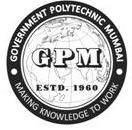 GOVERNMENT POLYTECHNIC MUMBAI
GPM
ESTD. 1960
MAKING KNOWLEDGE TO WORK